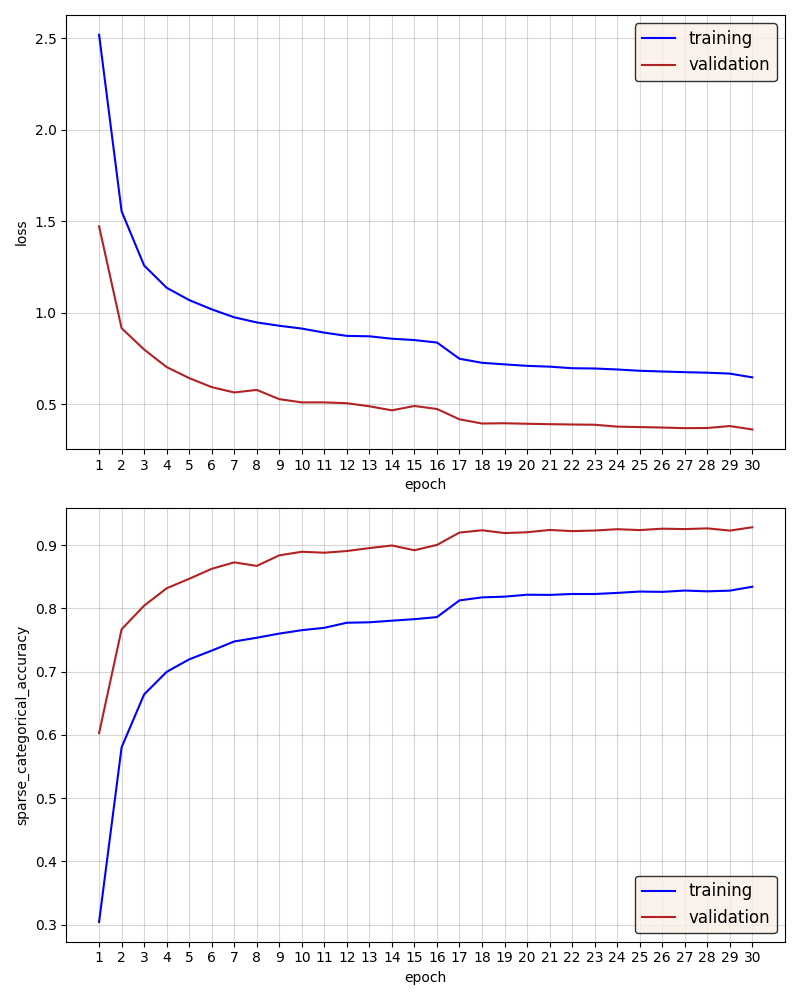 training
validation
2.5
2.0
1.5
1.0
0.5
loss
1 2 3 4 5 6 7 8 9 10 11 12 13 14 15 16 17 18 19 20 21 22 23 24 25 26 27 28 29 30
epoch
0.9
0.8
0.7
0.6
0.5
0.4
0.3
sparse_categorical_accuracy
training
validation
1 2 3 4 5 6 7 8 9 10 11 12 13 14 15 16 17 18 19 20 21 22 23 24 25 26 27 28 29 30
epoch